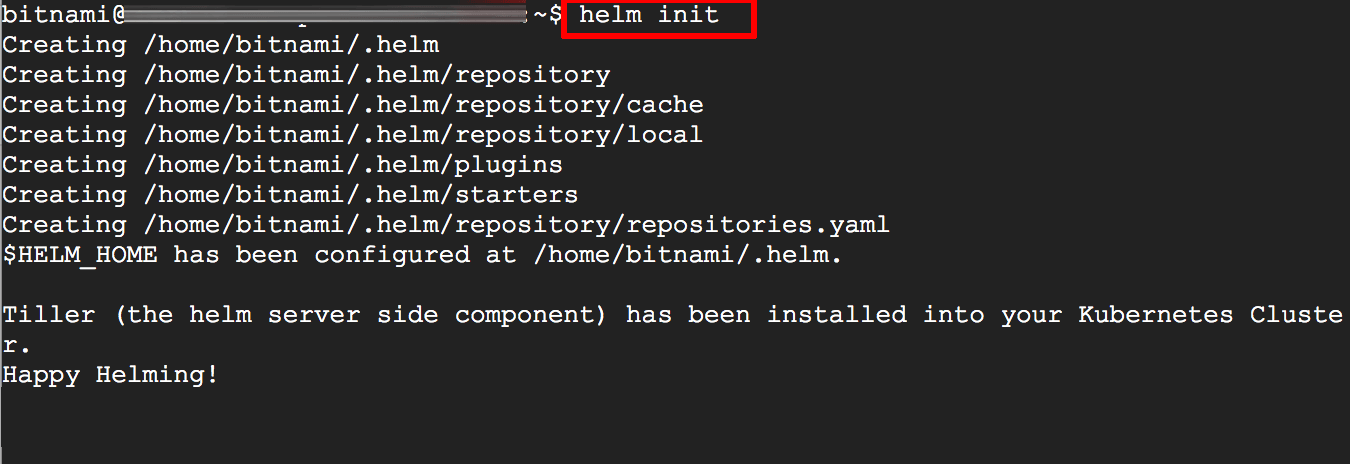 bitnami@ :~$ helm init
Creating /home/bitnami/.helm
Creating /home/bitnami/.helm/repository
Creating /home/bitnami/.helm/repository/cache
Creating /home/bitnami/.helm/repository/local
Creating /home/bitnami/.helm/plugins
Creating /home/bitnami/.helm/starters
Creating /home/bitnami/.helm/repository/repositories.yaml
$HELM_HOME has been configured at /home/bitnami/.helm.
Tiller (the helm server side component) has been installed into your Kubernetes Cluste
r.
Happy Helming!